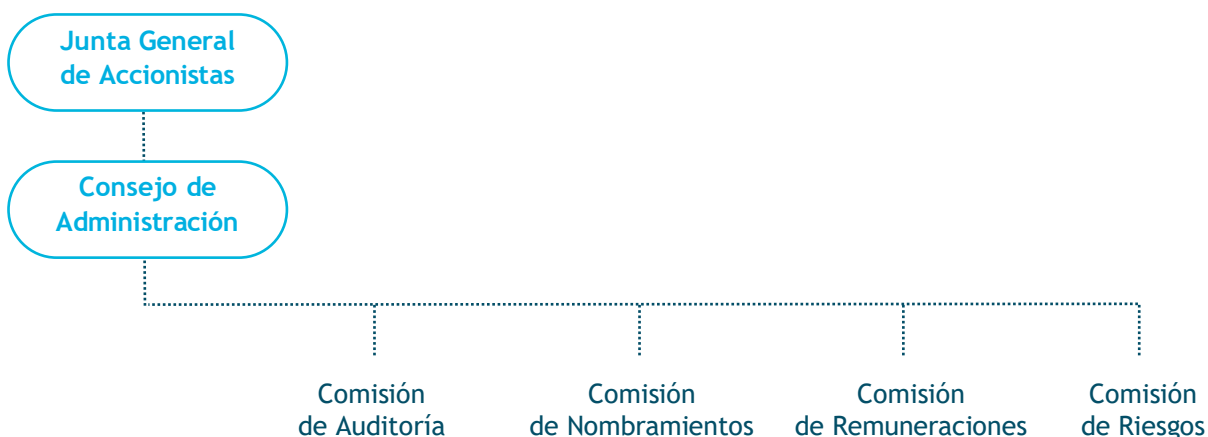 Junta General
de Accionistas
Consejo de
Administración
Comisión
de Auditoría
Comisión
de Nombramientos
Comisión
de Remuneraciones
Comisión
de Riesgos